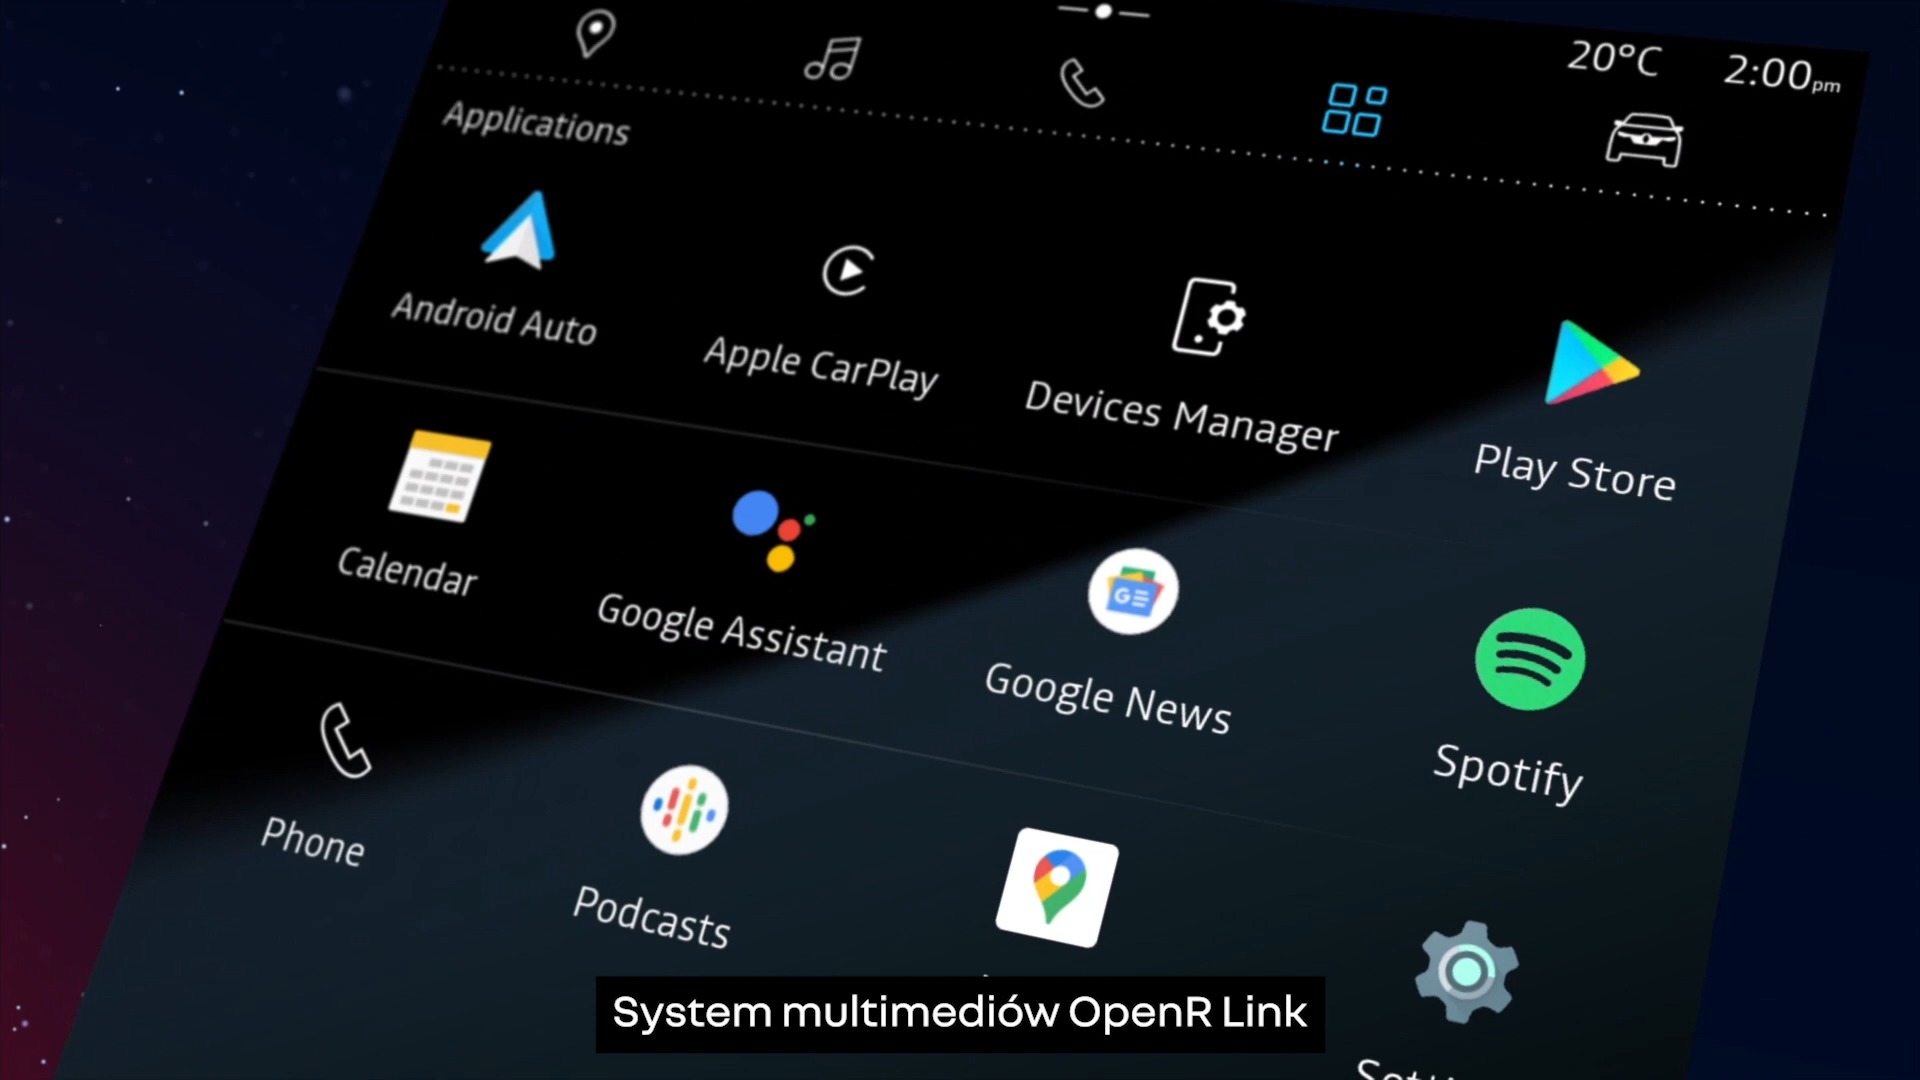 20°C 2:00pm
Applications
Android Auto
Apple CarPlay
Devices Manager
Play Store
Calendar
Google Assistant
Google News
Spotify
Phone
Podcasts
System multimediów OpenR Link